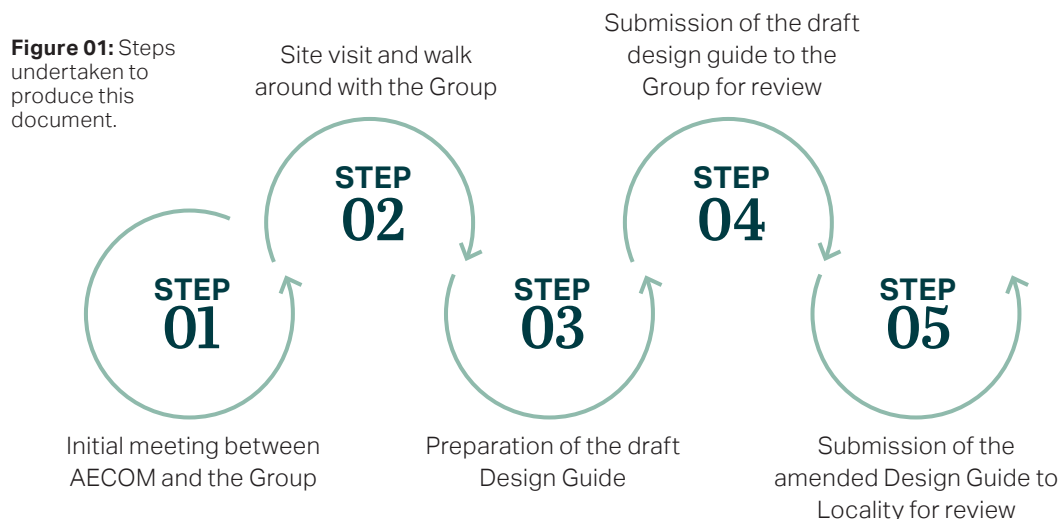 Figure 01: Steps
undertaken to
produce this
document.
STEP
01
Initial meeting between
AECOM and the Group
Site visit and walk
around with the Group
STEP
02
STEP
03
Preparation of the draft
Design Guide
Submission of the draft
design guide to the
Group for review
STEP
04
STEP
05
Submission of the
amended Design Guide to
Locality for review